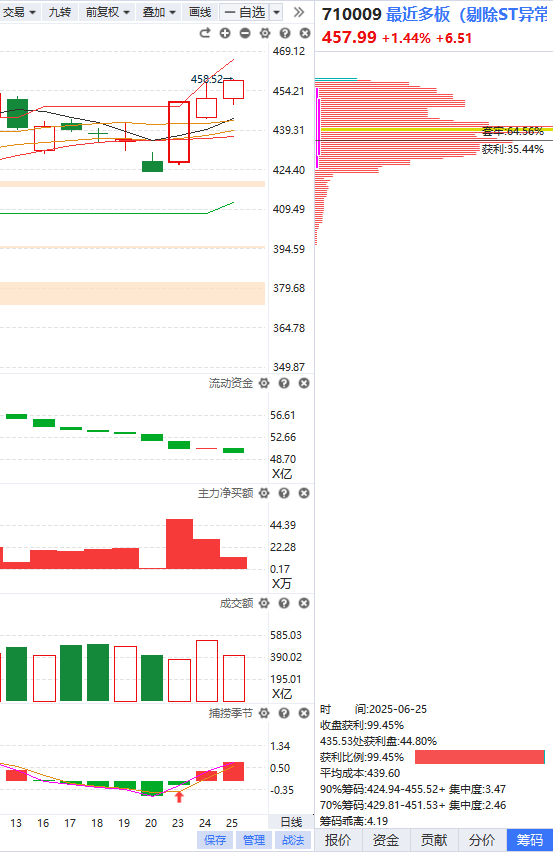 交易 九转 前复权 叠加 画线 一 自选
469.12
458.52
454.21
439.31
424.40
409.49
394.59
379.68
364.78
349.87
流动资金
56.61
52.66
48.70
X亿
主力净买额
44.39
22.28
0.17
X万
成交额
585.03
390.02
195.01
X亿
捕捞季节
1.34
0.50
-0.35
13 16 17 18 19 20 23 24 25 日线
保存 管理 战法
710009 最近多板（剔除ST异常
457.99 +1.44% +6.51
套牢:64.56%
获利:35.44%
时 间:2025-06-25
收盘获利:99.45%
435.53处获利盘:44.80%
获利比例:99.45%
平均成本:439.60
90%筹码:424.94-455.52+ 集中度:3.47
70%筹码:429.81-451.53+ 集中度:2.46
筹码乖离:4.19
报价 资金 贡献 分价 筹码